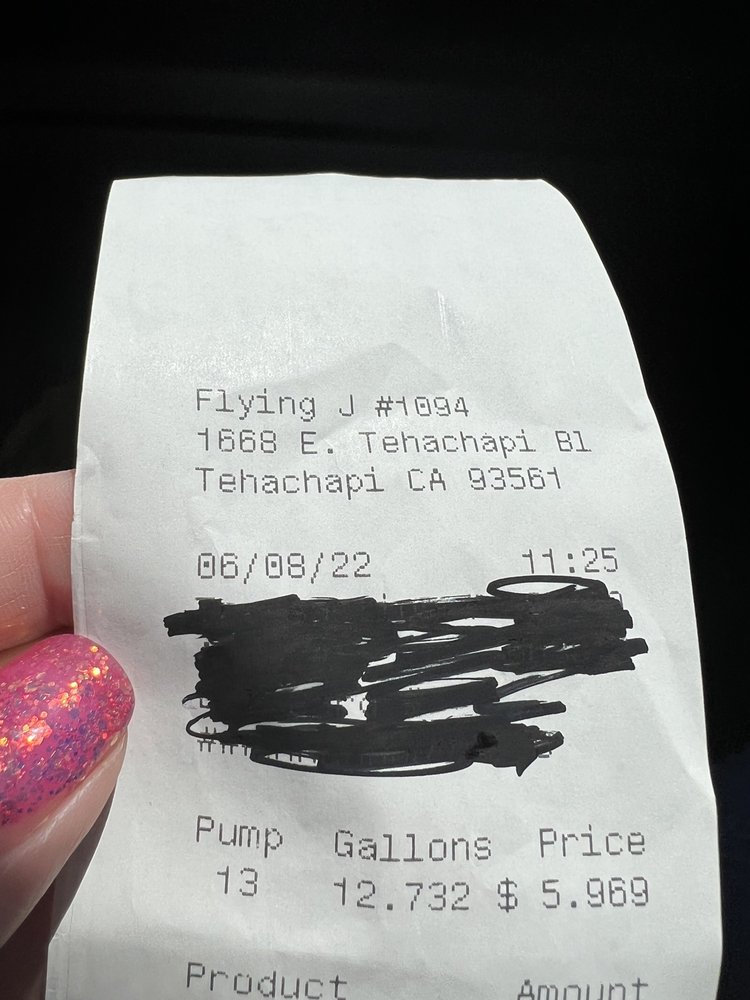 Flying J #1094
1668 E. Tehachapi Bl
Tehachapi CA 93561
06/08/22 11:25
Pump Gallons Price
13 12.732 $ 5.969
Product Amount